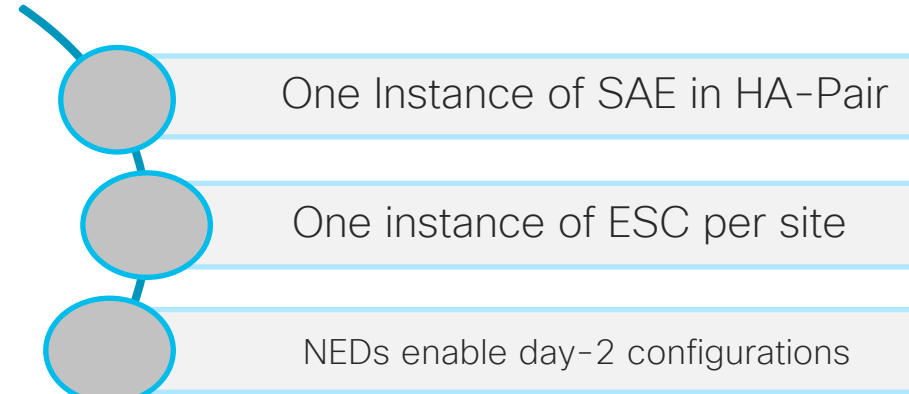 One Instance of SAE in HA-Pair
One instance of ESC per site
NEDs enable day-2 configurations